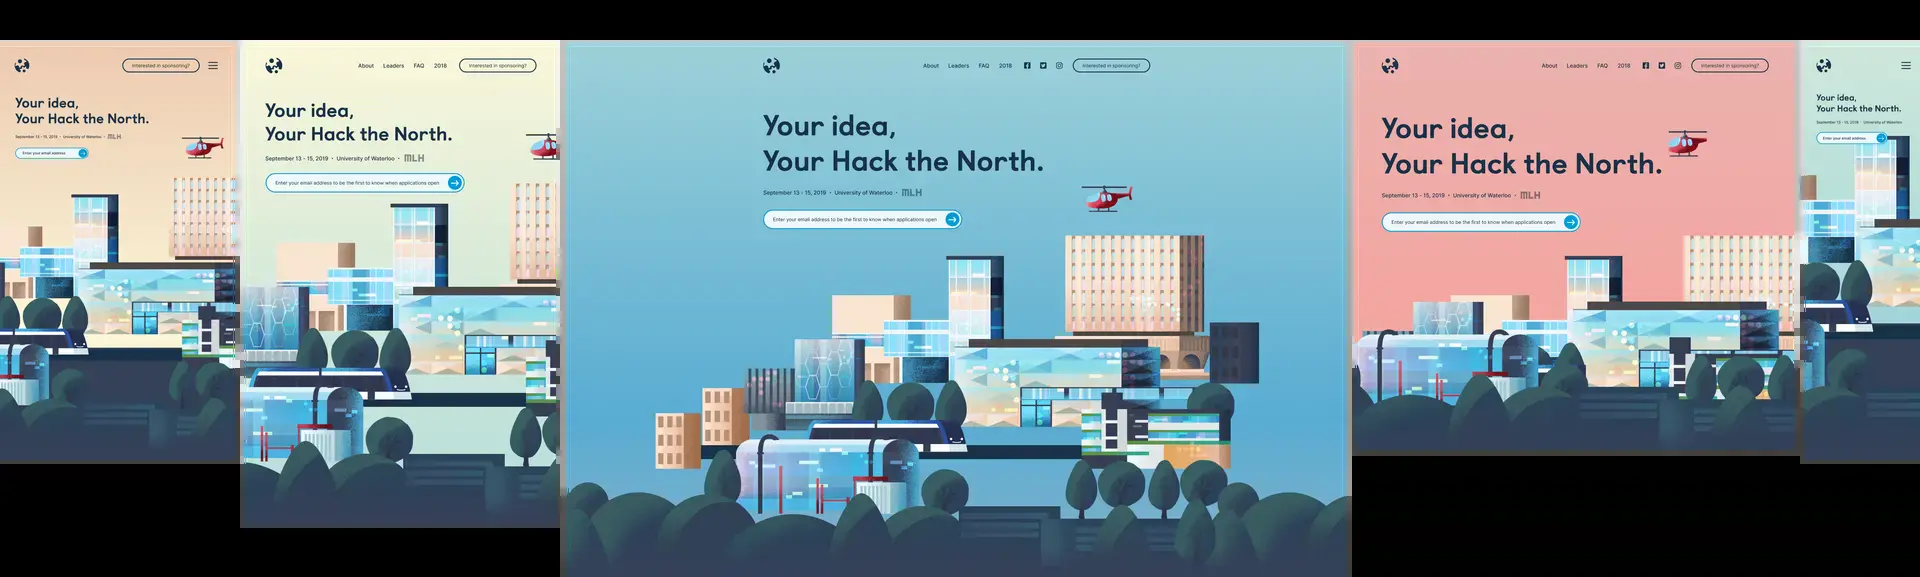 Interested in sponsoring?
Your idea,
Your Hack the North.
September 13 - 15, 2019 • University of Waterloo • MLH
Enter your email address
About Leaders FAQ 2018 Interested in sponsoring?
Your idea,
Your Hack the North.
September 13 - 15, 2019 • University of Waterloo • MLH
Enter your email address to be the first to know when applications open
About Leaders FAQ 2018 Interested in sponsoring?
Your idea,
Your Hack the North.
September 13 - 15, 2019 • University of Waterloo • MLH
Enter your email address to be the first to know when applications open
About Leaders FAQ 2018 Interested in sponsoring?
Your idea,
Your Hack the North.
September 13 - 15, 2019 • University of Waterloo • MLH
Enter your email address to be the first to know when applications open
Your idea,
Your Hack the North.
September 13 - 15, 2019 • University of Waterloo
Enter your email address